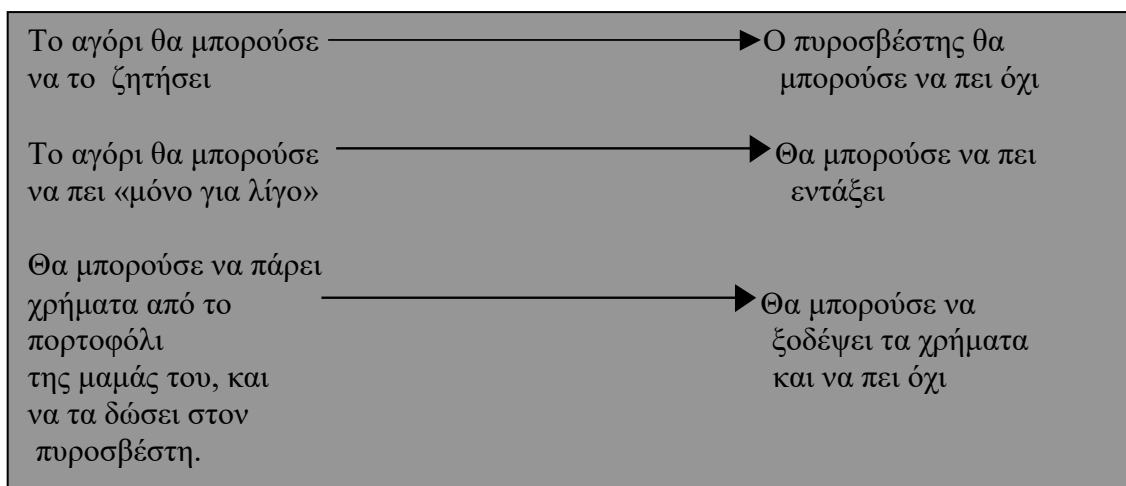 Το αγόρι θα μπορούσε
να το ζητήσει
Ο πυροσβέστης θα
μπορούσε να πει όχι
Το αγόρι θα μπορούσε
να πει «μόνο για λίγο»
Θα μπορούσε να πει
εντάξει
Θα μπορούσε να πάρει
χρήματα από το
πορτοφόλι
της μαμάς του, και
να τα δώσει στον
πυροσβέστη.
Θα μπορούσε να
ξοδέψει τα χρήματα
και να πει όχι